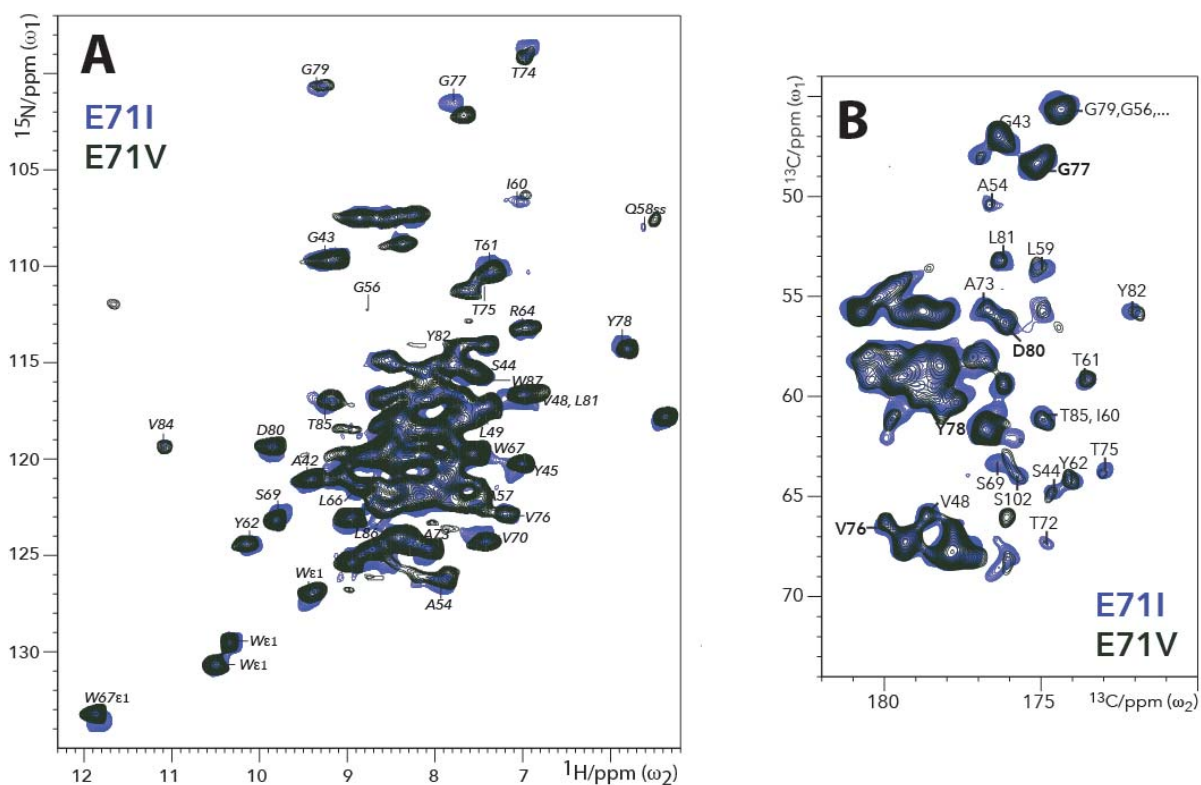 A
E71I
E71V
15N/ppm (ω1)
G79
G77
T74
105
I60
Q58ss
G43
T61
110
G56
T75
R64
Y78
Y82
115
S44
W87
V48, L81
T85
V84
D80
L49
W67
120
A42
Y45
L66
A57
S69
V76
Y62
L86
A73
V70
125
Wε1
A54
Wε1
130
Wε1
W67ε1
12
11
10
9
8
7
1H/ppm (ω2)
B
13C/ppm (ω1)
G43
G79,G56,...
G77
50
A54
L81
L59
A73
Y82
55
D80
T61
60
Y78
T85, I60
T75
S69
S44
Y62
65
S102
V48
V76
T72
70
E71I
E71V
180
175
13C/ppm (ω2)